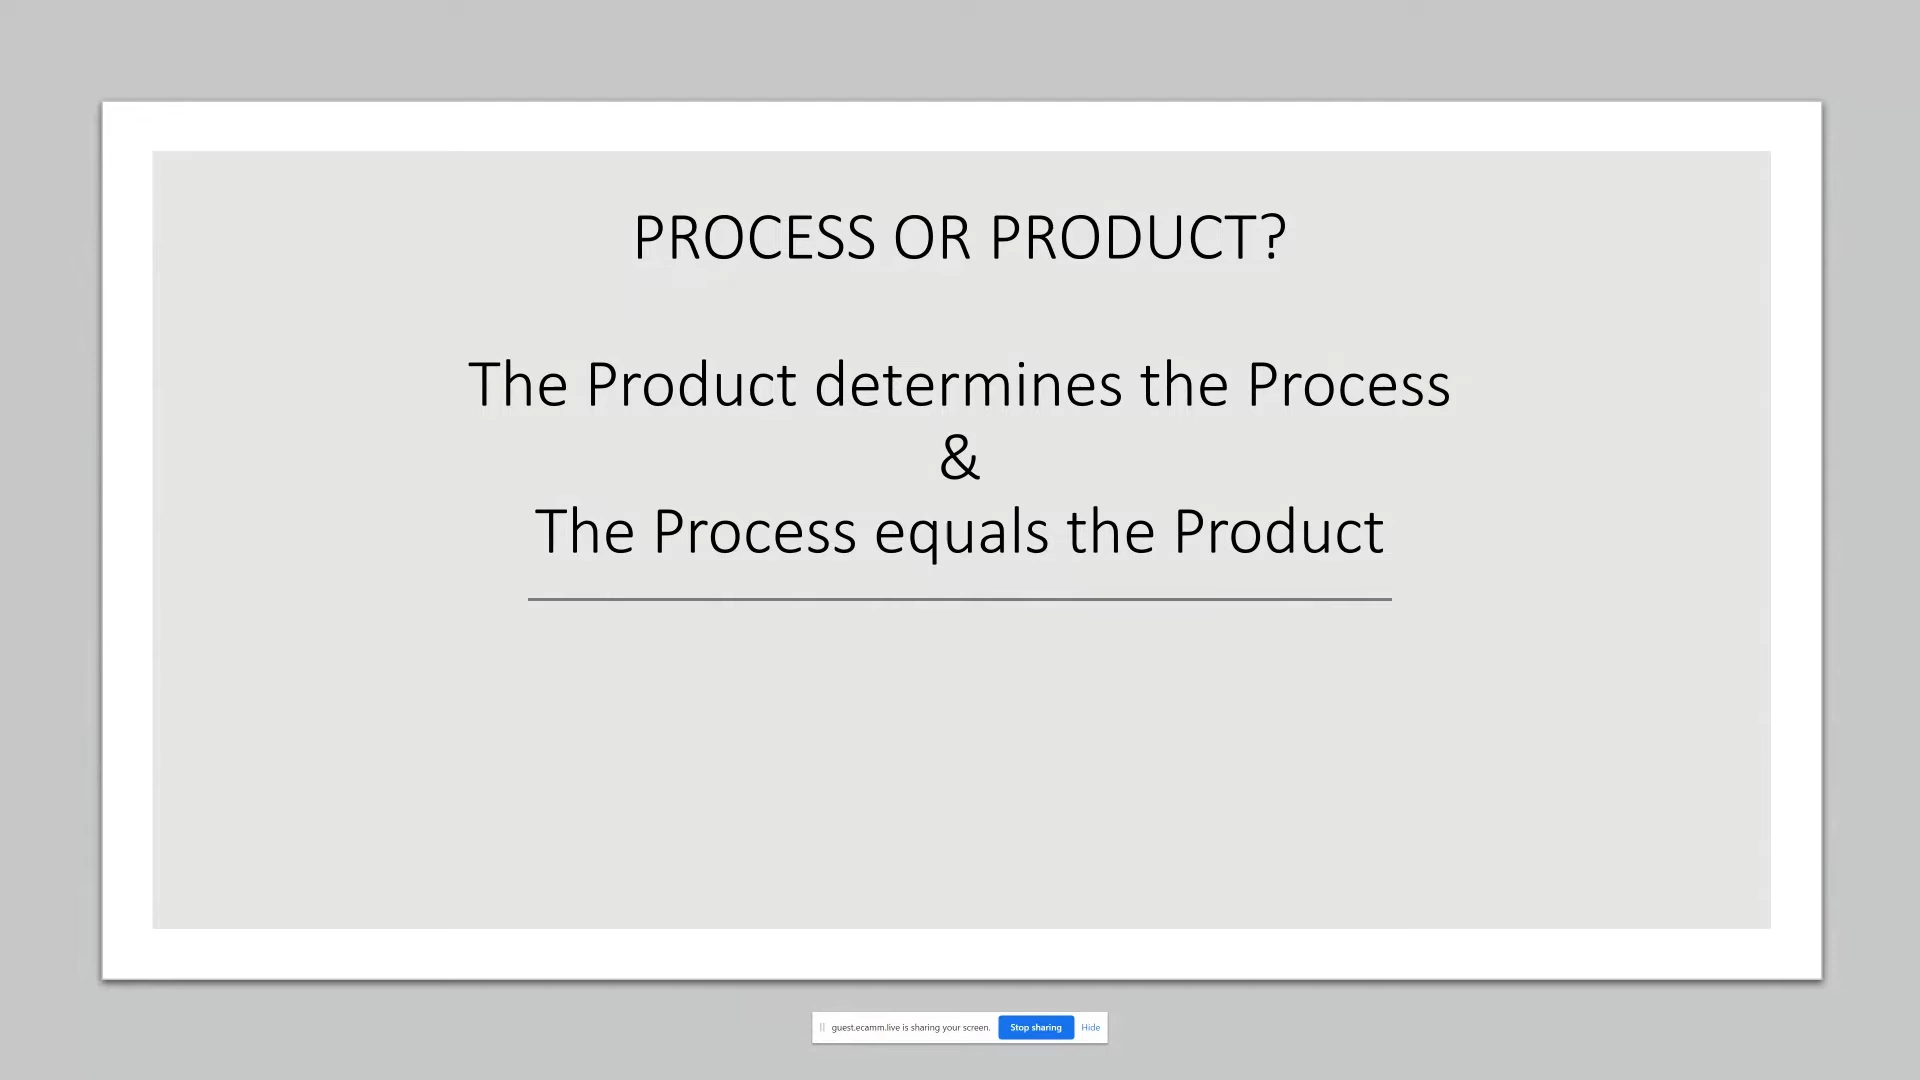 PROCESS OR PRODUCT?
The Product determines the Process
&
The Process equals the Product
guest.ecamm.live is sharing your screen. Stop sharing Hide